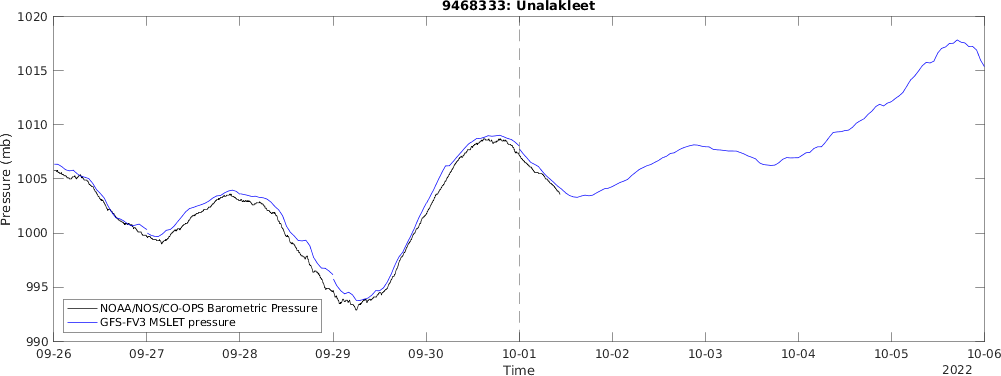 9468333: Unalakleet
1020
1015
1010
1005
1000
995
990
Pressure (mb)
NOAA/NOS/CO-OPS Barometric Pressure
GFS-FV3 MSLET pressure
09-26 09-27 09-28 09-29 09-30 10-01 10-02 10-03 10-04 10-05 10-06
Time
2022